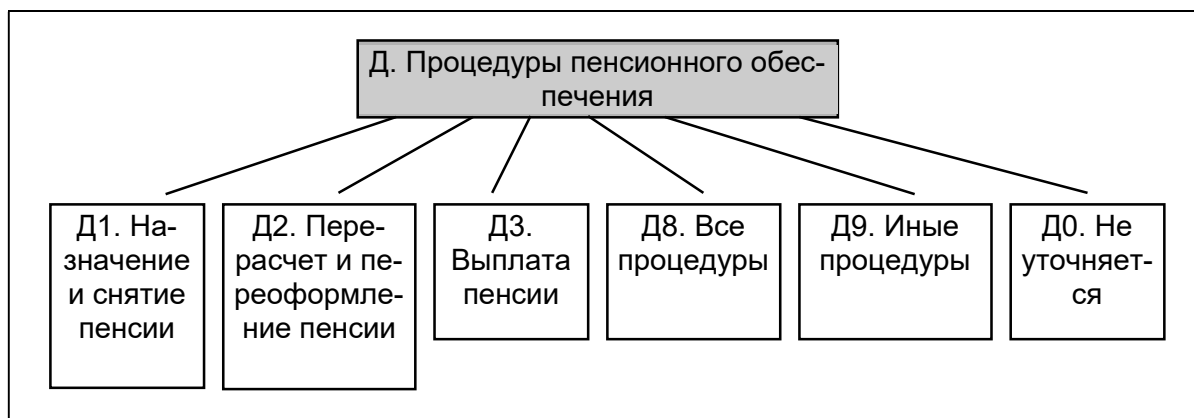 Д. Процедуры пенсионного обес-
печения
Д1. На-
значение
и снятие
пенсии
Д2. Пере-
расчет и пе-
реоформле-
ние пенсии
Д3.
Выплата
пенсии
Д8. Все
процедуры
Д9. Иные
процедуры
Д0. Не
уточняет-
ся